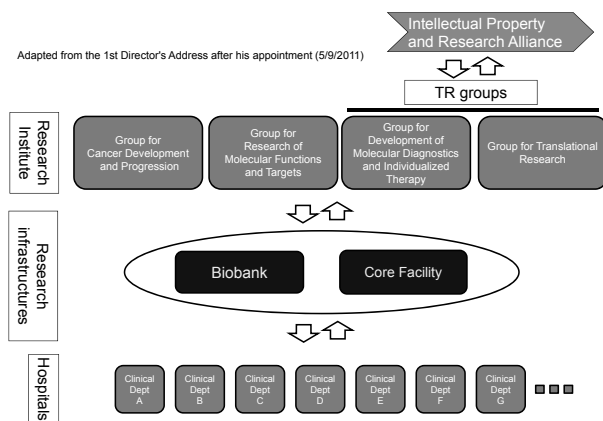 Intellectual Property
and Research Alliance
Adapted from the 1st Director's Address after his appointment (5/9/2011)
TR groups
Research
Institute
Group for
Cancer Development
and Progression
Group for
Research of
Molecular Functions
and Targets
Group for
Development of
Molecular Diagnostics
and Individualized
Therapy
Group for Translational
Research
Research
infrastructures
Biobank
Core Facility
Hospitals
Clinical
Dept
A
Clinical
Dept
B
Clinical
Dept
C
Clinical
Dept
D
Clinical
Dept
E
Clinical
Dept
F
Clinical
Dept
G